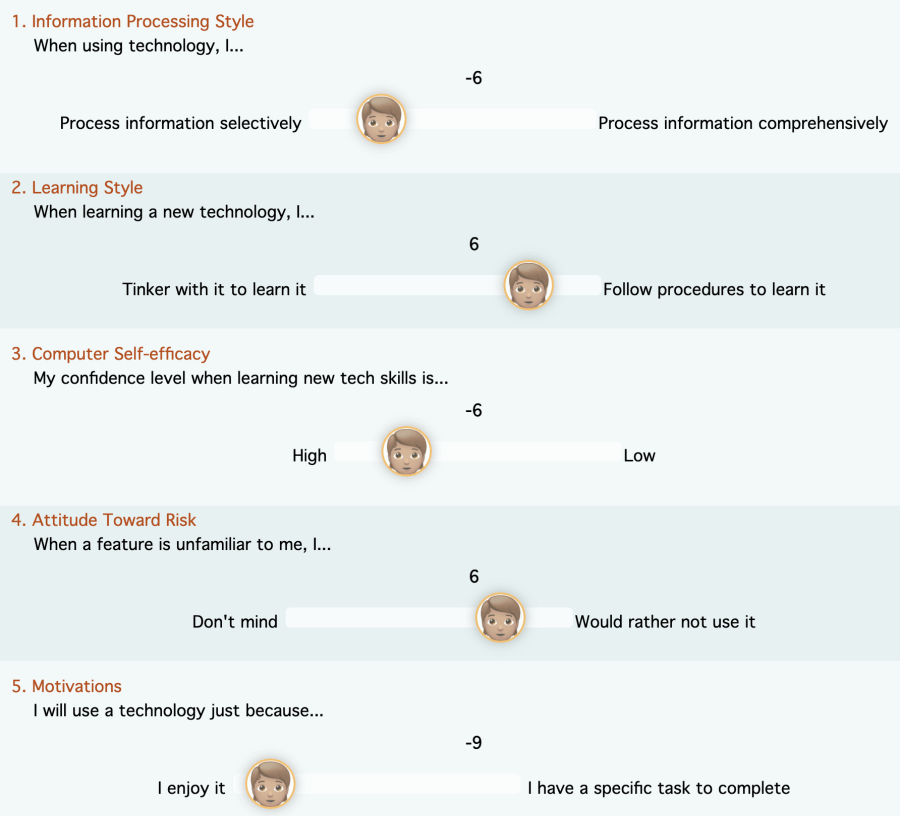 1. Information Processing Style
When using technology, I...
-6
Process information selectively
Process information comprehensively
2. Learning Style
When learning a new technology, I...
6
Tinker with it to learn it
Follow procedures to learn it
3. Computer Self-efficacy
My confidence level when learning new tech skills is...
-6
High
Low
4. Attitude Toward Risk
When a feature is unfamiliar to me, I...
6
Don't mind
Would rather not use it
5. Motivations
I will use a technology just because...
-9
I enjoy it
I have a specific task to complete